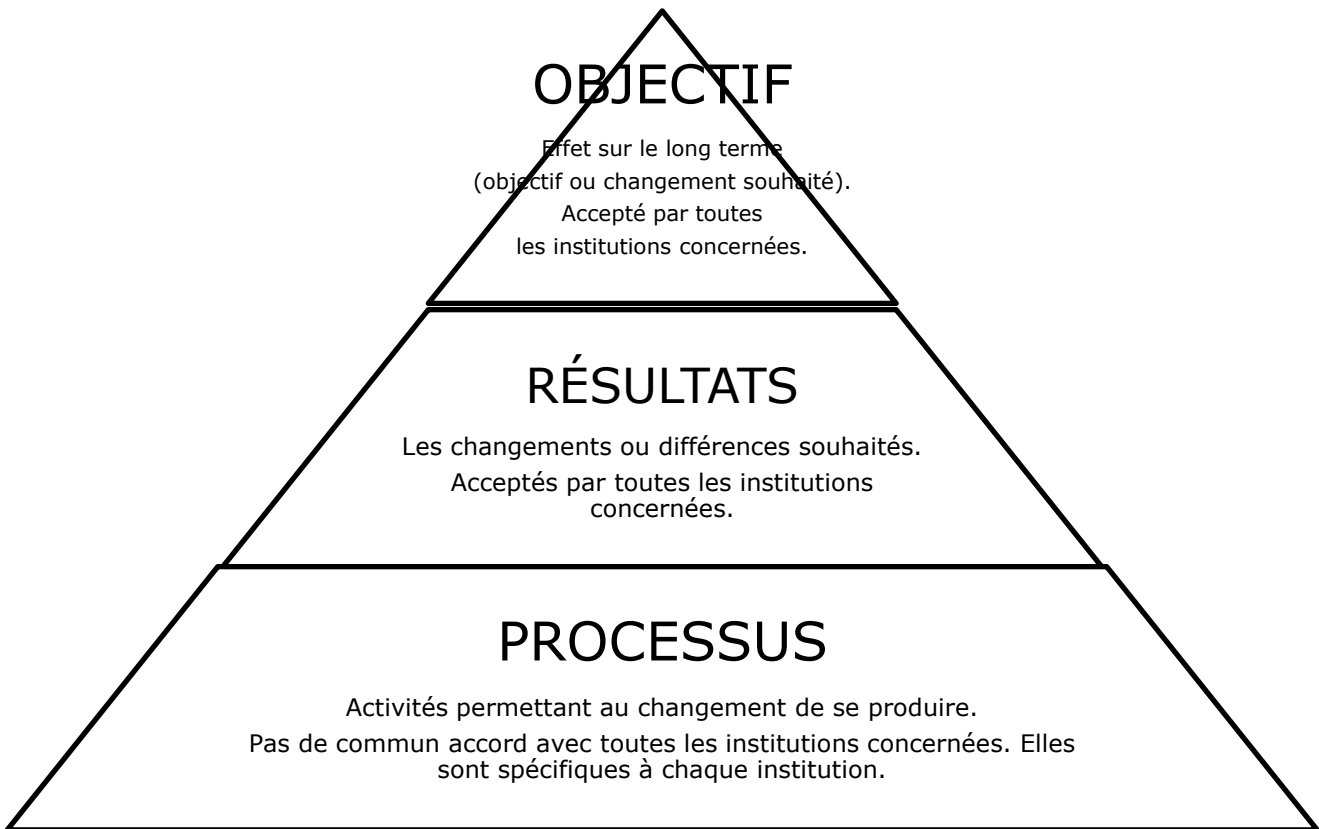 OBJECTIF
Effet sur le long terme
(objectif ou changement souhaité).
Accepté par toutes
les institutions concernées.
RÉSULTATS
Les changements ou différences souhaités.
Acceptés par toutes les institutions
concernées.
PROCESSUS
Activités permettant au changement de se produire.
Pas de commun accord avec toutes les institutions concernées. Elles
sont spécifiques à chaque institution.